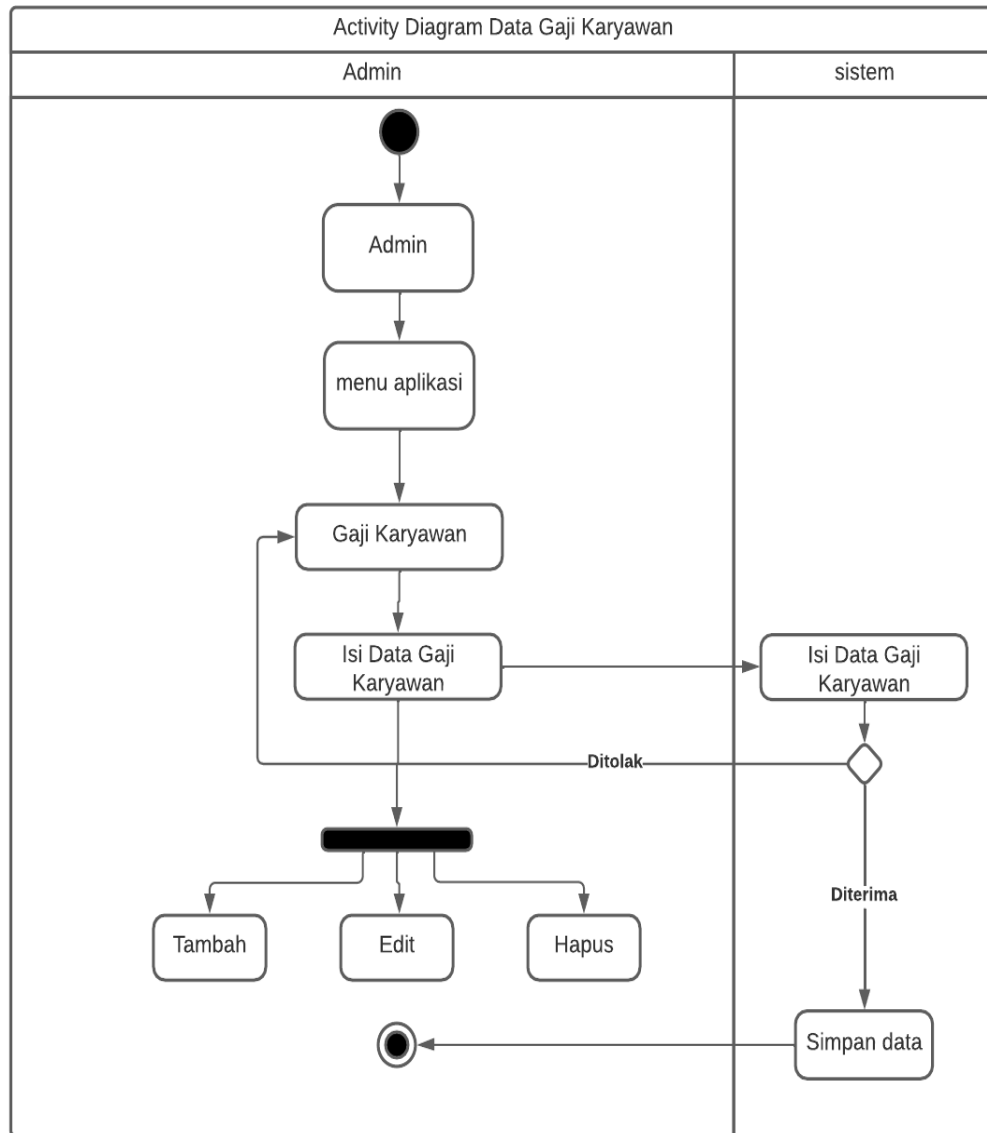 Activity Diagram Data Gaji Karyawan
Admin
sistem
Admin
menu aplikasi
Gaji Karyawan
Isi Data Gaji
Karyawan
Isi Data Gaji
Karyawan
Ditolak
Diterima
Tambah
Edit
Hapus
Simpan data